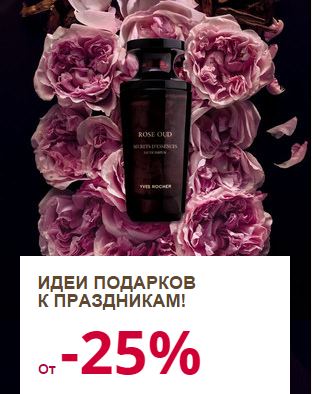 ROSE OUD
SECRETS D'ESSENCES
EAU DE PARFUM
YVES ROCHER
ИДЕИ ПОДАРКОВ
К ПРАЗДНИКАМ!
От -25%